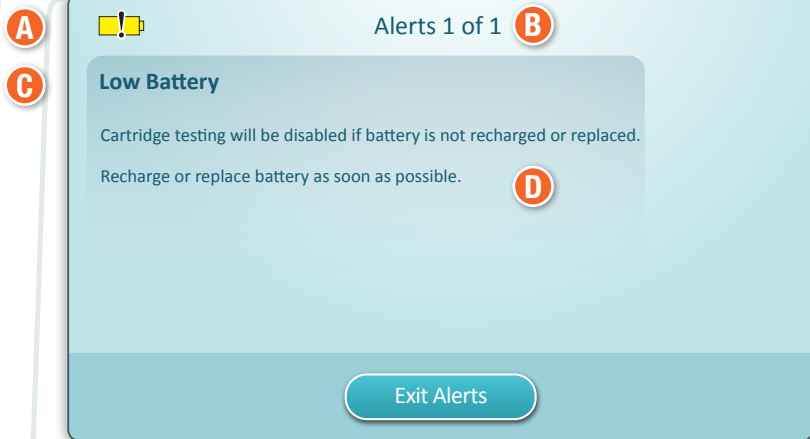 A
Alerts 1 of 1 B
C
Low Battery
Cartridge testing will be disabled if battery is not recharged or replaced.
Recharge or replace battery as soon as possible.
D
Exit Alerts